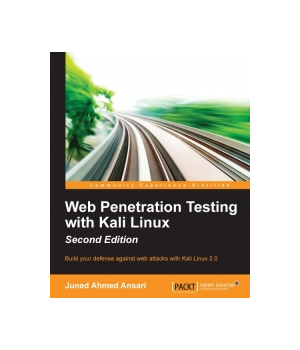 Community Experience Distilled
Web Penetration Testing
with Kali Linux
Second Edition
Build your defense against web attacks with Kali Linux 2.0
Juned Ahmed Ansari
PACKT open source
PUBLISHING